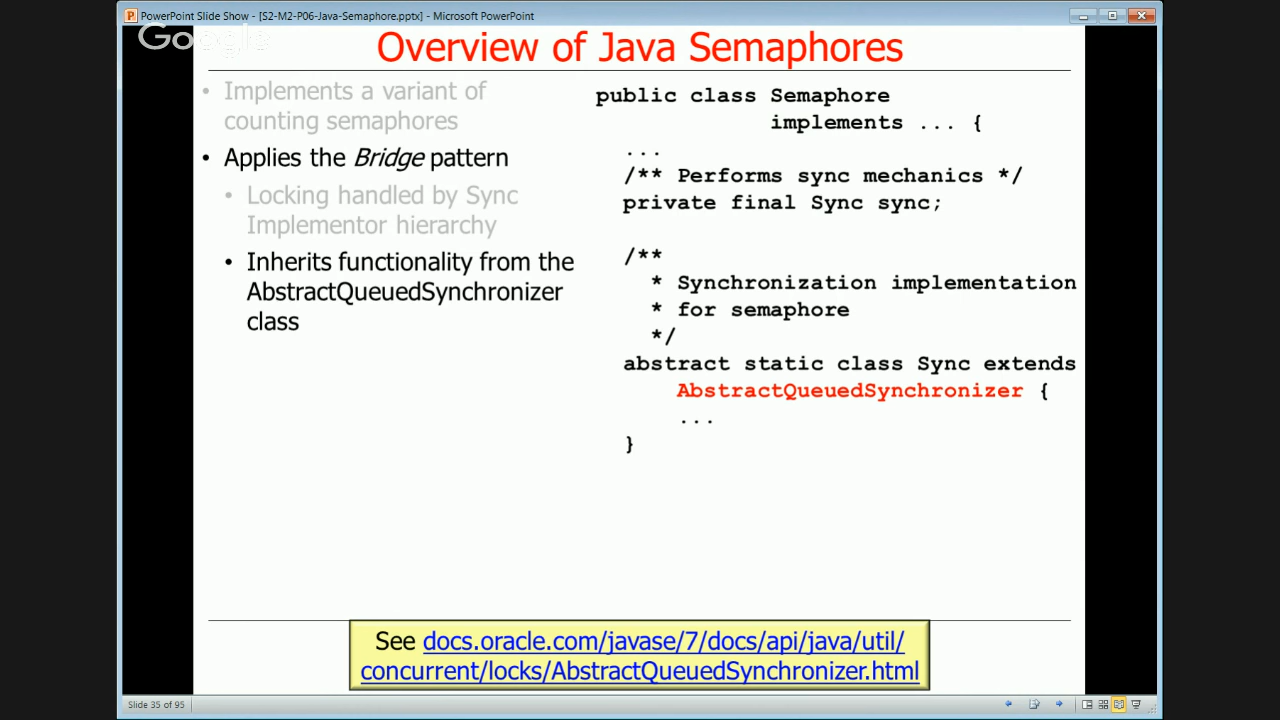 PowerPoint Slide Show - [S2-M2-P06-Java-Semaphore.pptx] - Microsoft PowerPoint
Google
Overview of Java Semaphores
• Implements a variant of
counting semaphores
• Applies the Bridge pattern
• Locking handled by Sync
Implementor hierarchy
• Inherits functionality from the
AbstractQueuedSynchronizer
class
public class Semaphore
implements ... {
...
/** Performs sync mechanics */
private final Sync sync;
/**
* Synchronization implementation
* for semaphore
*/
abstract static class Sync extends
AbstractQueuedSynchronizer {
...
}
See docs.oracle.com/javase/7/docs/api/java/util/
concurrent/locks/AbstractQueuedSynchronizer.html
Slide 35 of 95